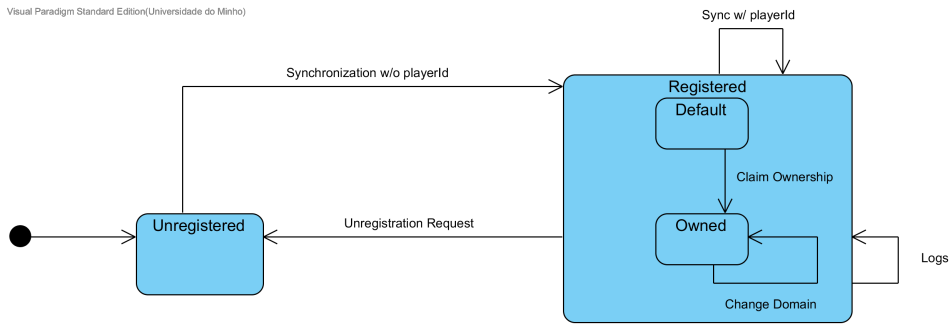 Visual Paradigm Standard Edition(Universidade do Minho)
Sync w/ playerId
Synchronization w/o playerId
Registered
Default
Claim Ownership
Unregistered
Unregistration Request
Owned
Logs
Change Domain